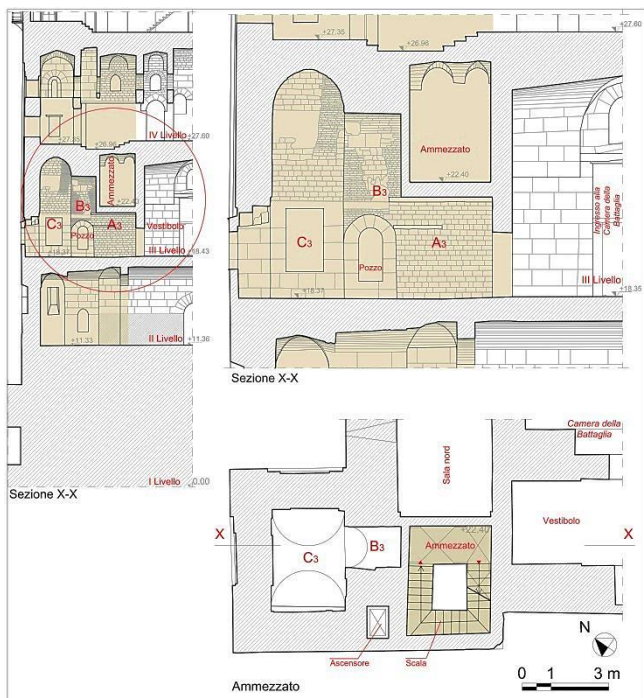 IV Livello
+27.60
+27.35
+26.96
Ammezzato
+22.40
B3
C3
A3
Pozzo
Vestibolo
+18.37
III Livello
+18.43
+11.33
II Livello
+11.36
I Livello
0.00
Sezione X-X
+27.35
+26.96
+27.60
Ammezzato
+22.40
B3
C3
A3
Pozzo
Ingresso alla
Camera della
Battaglia
III Livello
+18.37
+18.35
Sezione X-X
Camera della
Battaglia
Sala nord
Vestibolo
X
X
C3
B3
+22.40
Ammezzato
Ascensore
Scala
N
0 1 3 m
Ammezzato